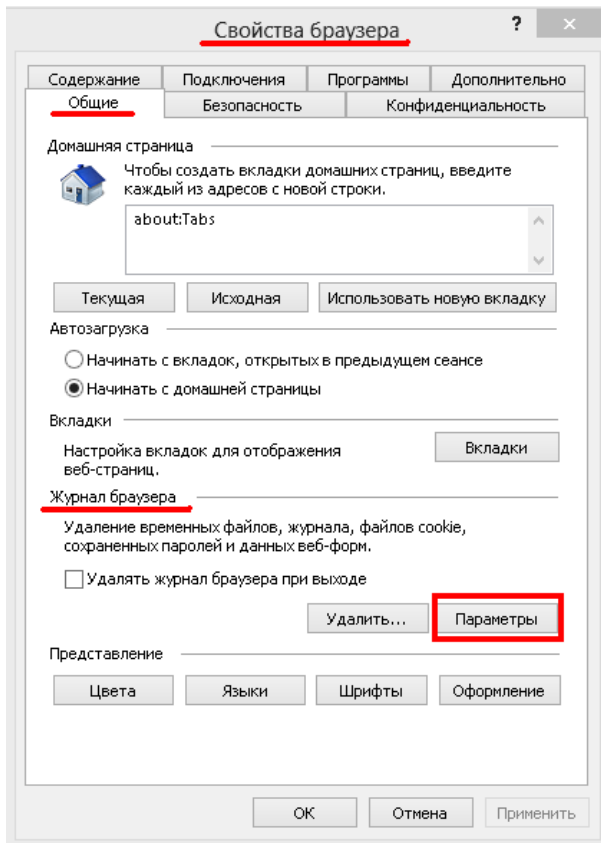 Свойства браузера ?
Содержание Подключения Программы Дополнительно
Общие Безопасность Конфиденциальность
Домашняя страница
Чтобы создать вкладки домашних страниц, введите
каждый из адресов с новой строки.
about:Tabs
Текущая Исходная Использовать новую вкладку
Автозагрузка
Начинать с вкладок, открытых в предыдущем сеансе
Начинать с домашней страницы
Вкладки
Настройка вкладок для отображения
веб-страниц.
Вкладки
Журнал браузера
Удаление временных файлов, журнала, файлов cookie,
сохраненных паролей и данных веб-форм.
Удалять журнал браузера при выходе
Удалить... Параметры
Представление
Цвета Языки Шрифты Оформление
ОК Отмена Применить